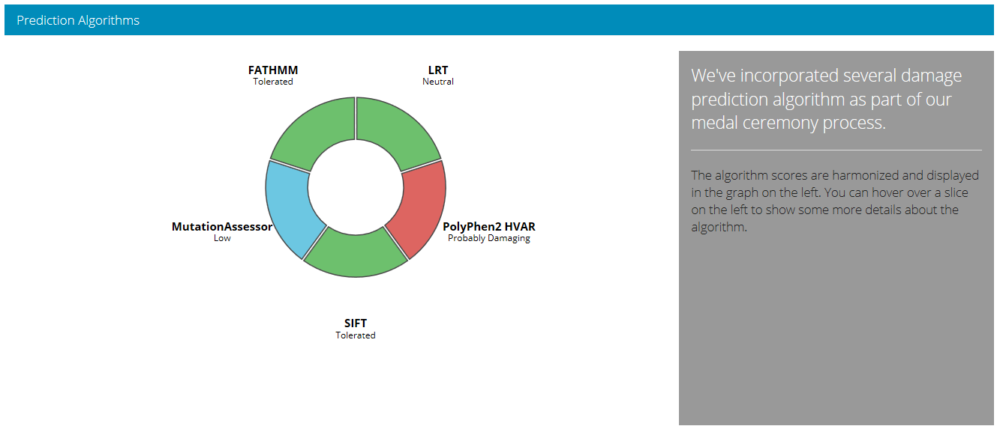 Prediction Algorithms
FATHMM
Tolerated
LRT
Neutral
MutationAssessor
Low
PolyPhen2 HVAR
Probably Damaging
SIFT
Tolerated
We've incorporated several damage
prediction algorithm as part of our
medal ceremony process.
The algorithm scores are harmonized and displayed
in the graph on the left. You can hover over a slice
on the left to show some more details about the
algorithm.